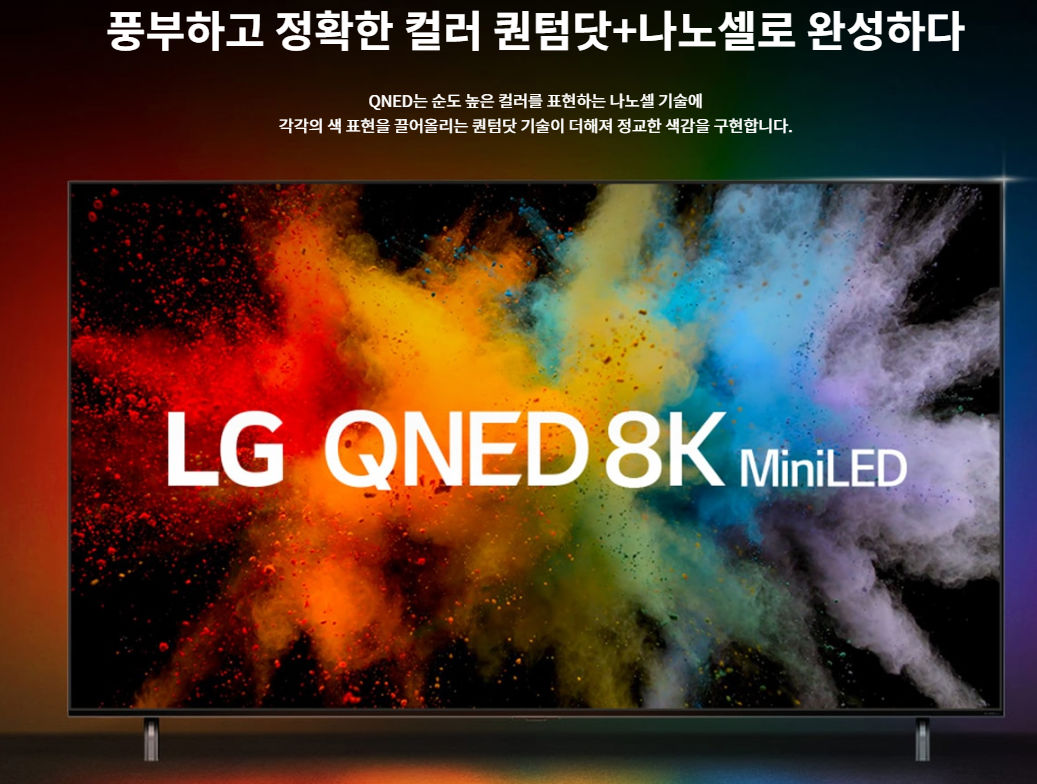 풍부하고 정확한 컬러 퀀텀닷+나노셀로 완성하다
QNED는 순도 높은 컬러를 표현하는 나노셀 기술에
각각의 색 표현을 끌어올리는 퀀텀닷 기술이 더해져 정교한 색감을 구현합니다.
LG QNED 8K MiniLED